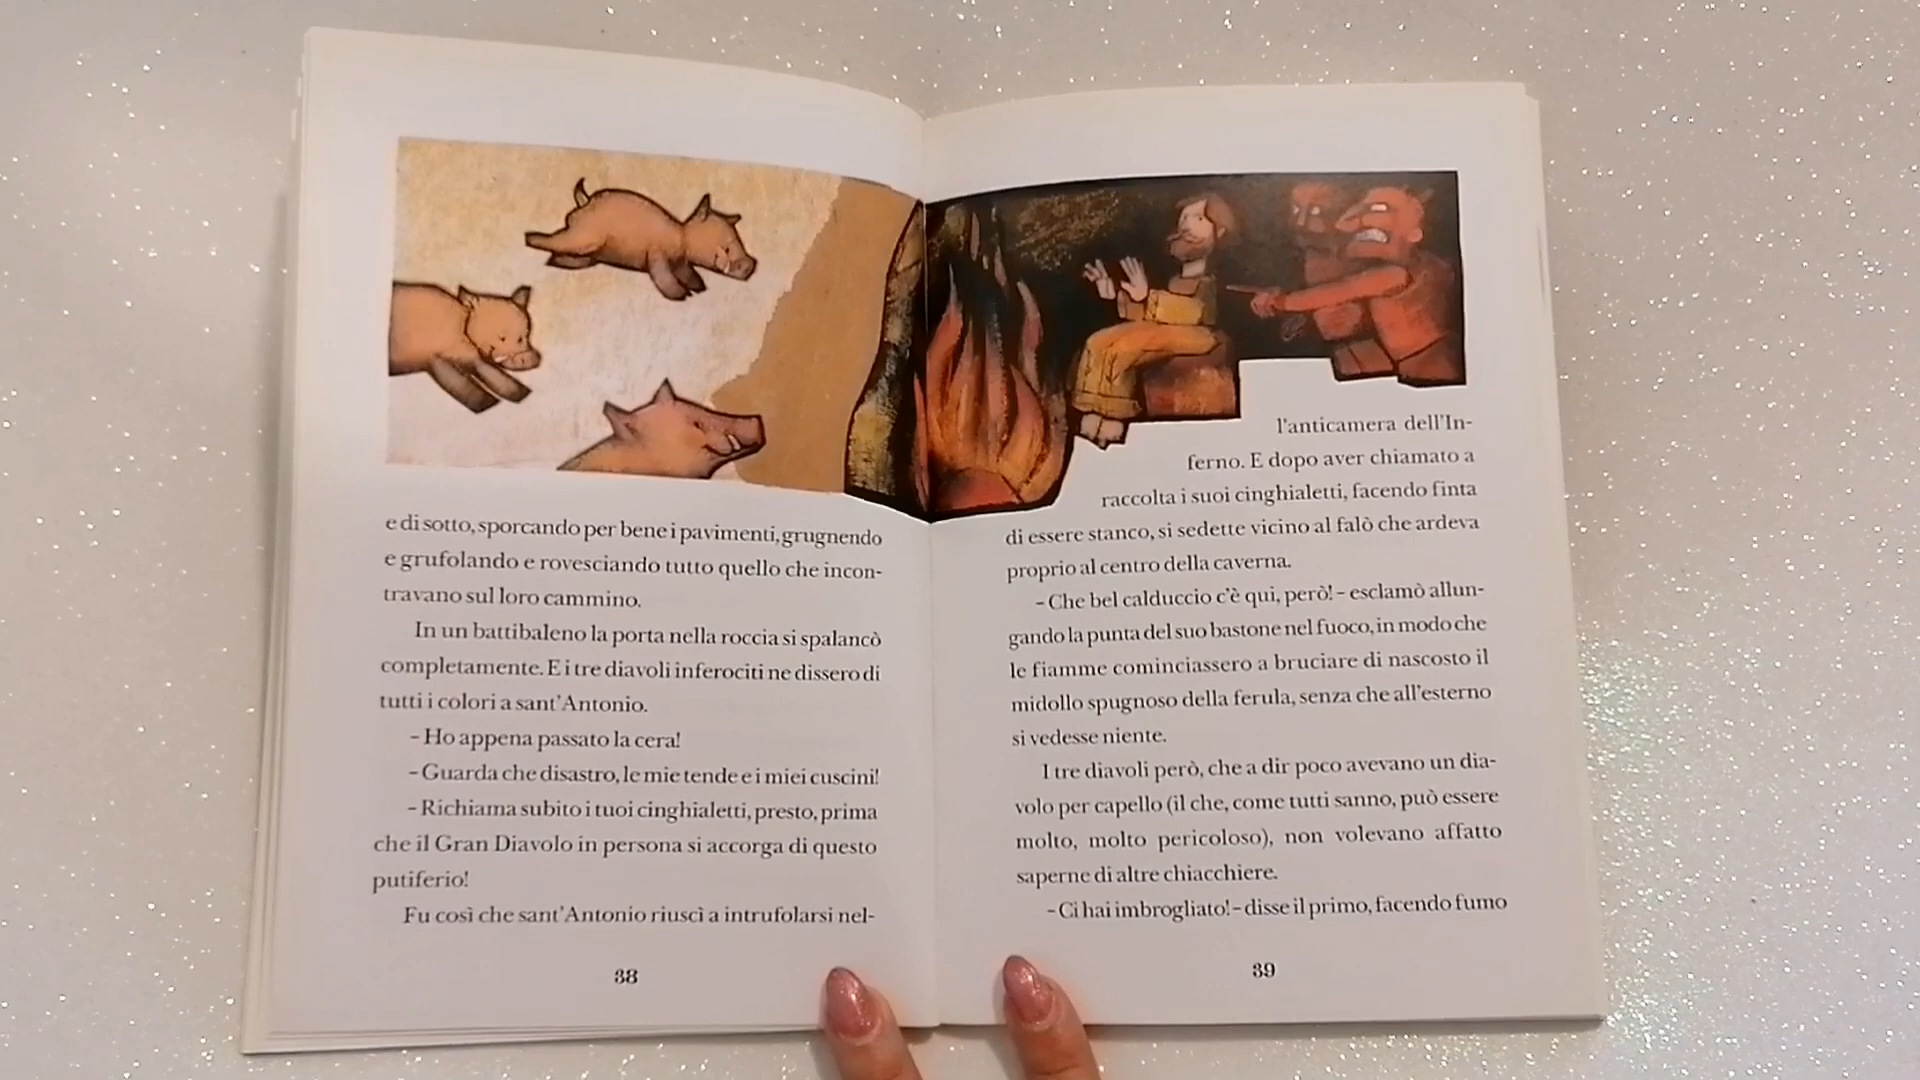 e di sotto, sporcando per bene i pavimenti, grugnendo
e grufolando e rovesciando tutto quello che incon-
travano sul loro cammino.
In un battibaleno la porta nella roccia si spalancò
completamente. E i tre diavoli inferociti ne dissero di
tutti i colori a sant'Antonio.
– Ho appena passato la cera!
– Guarda che disastro, le mie tende e i miei cuscini!
– Richiama subito i tuoi cinghialetti, presto, prima
che il Gran Diavolo in persona si accorga di questo
putiferio!
Fu così che sant'Antonio riuscì a intrufolarsi nel-
38
l'anticamera dell'In-
ferno. E dopo aver chiamato a
raccolta i suoi cinghialetti, facendo finta
di essere stanco, si sedette vicino al falò che ardeva
proprio al centro della caverna.
– Che bel calduccio c'è qui, però! – esclamò allun-
gando la punta del suo bastone nel fuoco, in modo che
le fiamme cominciassero a bruciare di nascosto il
midollo spugnoso della ferula, senza che all'esterno
si vedesse niente.
I tre diavoli però, che a dir poco avevano un dia-
volo per capello (il che, come tutti sanno, può essere
molto, molto pericoloso), non volevano affatto
saperne di altre chiacchiere.
– Ci hai imbrogliato! – disse il primo, facendo fumo
39